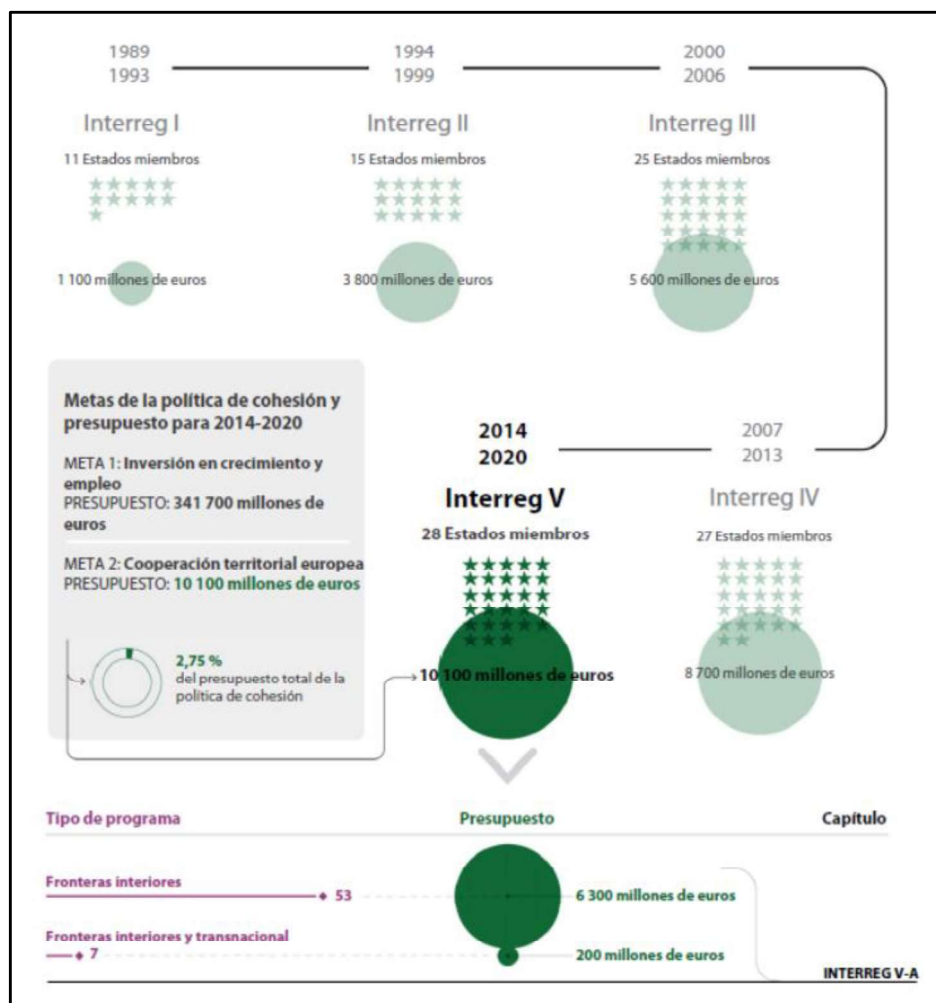 1989
1993
1994
1999
2000
2006
Interreg I
Interreg II
Interreg III
11 Estados miembros
15 Estados miembros
25 Estados miembros
1 100 millones de euros
3 800 millones de euros
5 600 millones de euros
Metas de la política de cohesión y
presupuesto para 2014-2020
META 1: Inversión en crecimiento y
empleo
PRESUPUESTO: 341 700 millones de
euros
META 2: Cooperación territorial europea
PRESUPUESTO: 10 100 millones de euros
2,75 %
del presupuesto total de la
política de cohesión
2014
2020
Interreg V
28 Estados miembros
10 100 millones de euros
2007
2013
Interreg IV
27 Estados miembros
8 700 millones de euros
Tipo de programa
Presupuesto
Capítulo
Fronteras interiores
53
6 300 millones de euros
Fronteras interiores y transnacional
7
200 millones de euros
INTERREG V-A